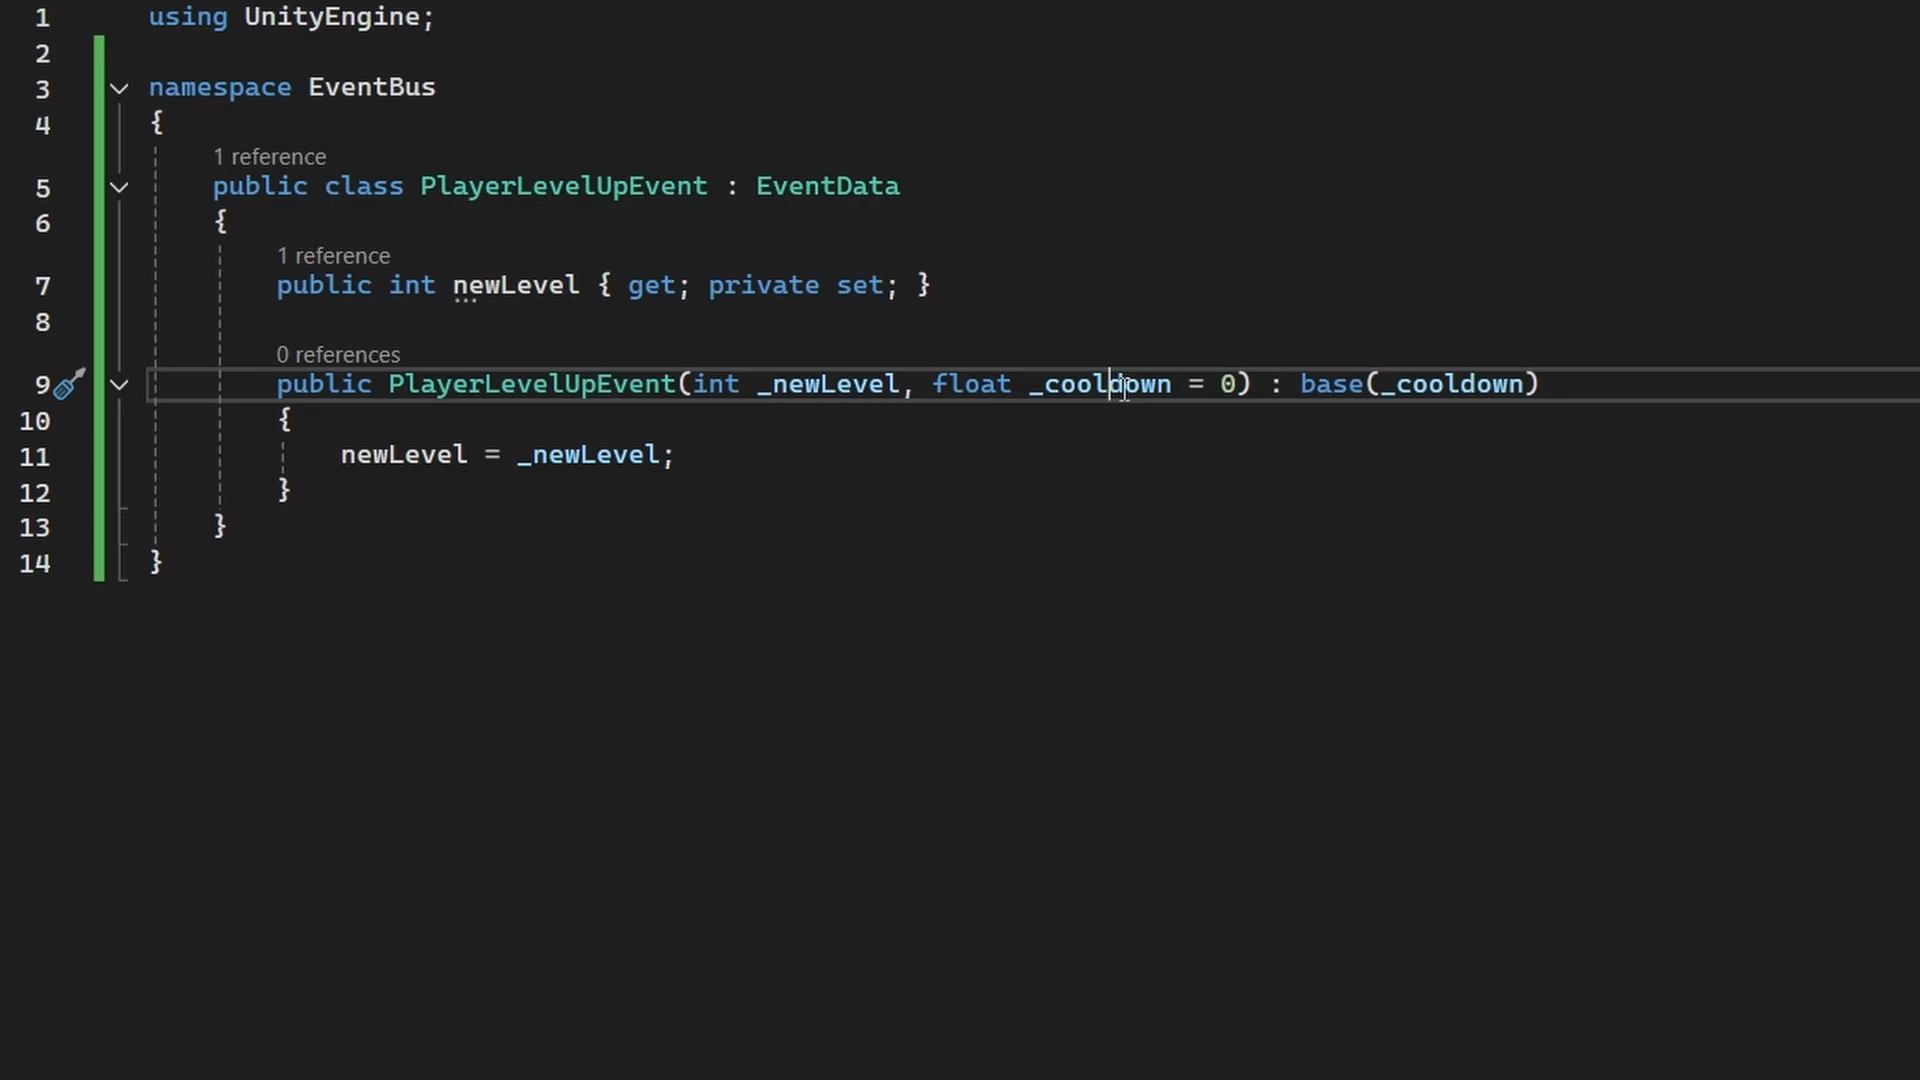 1 using UnityEngine;
2
3 namespace EventBus
4 {
1 reference
5 public class PlayerLevelUpEvent : EventData
6 {
1 reference
7 public int newLevel { get; private set; }
8
0 references
9 public PlayerLevelUpEvent(int _newLevel, float _cooldown = 0) : base(_cooldown)
10 {
11 newLevel = _newLevel;
12 }
13 }
14 }